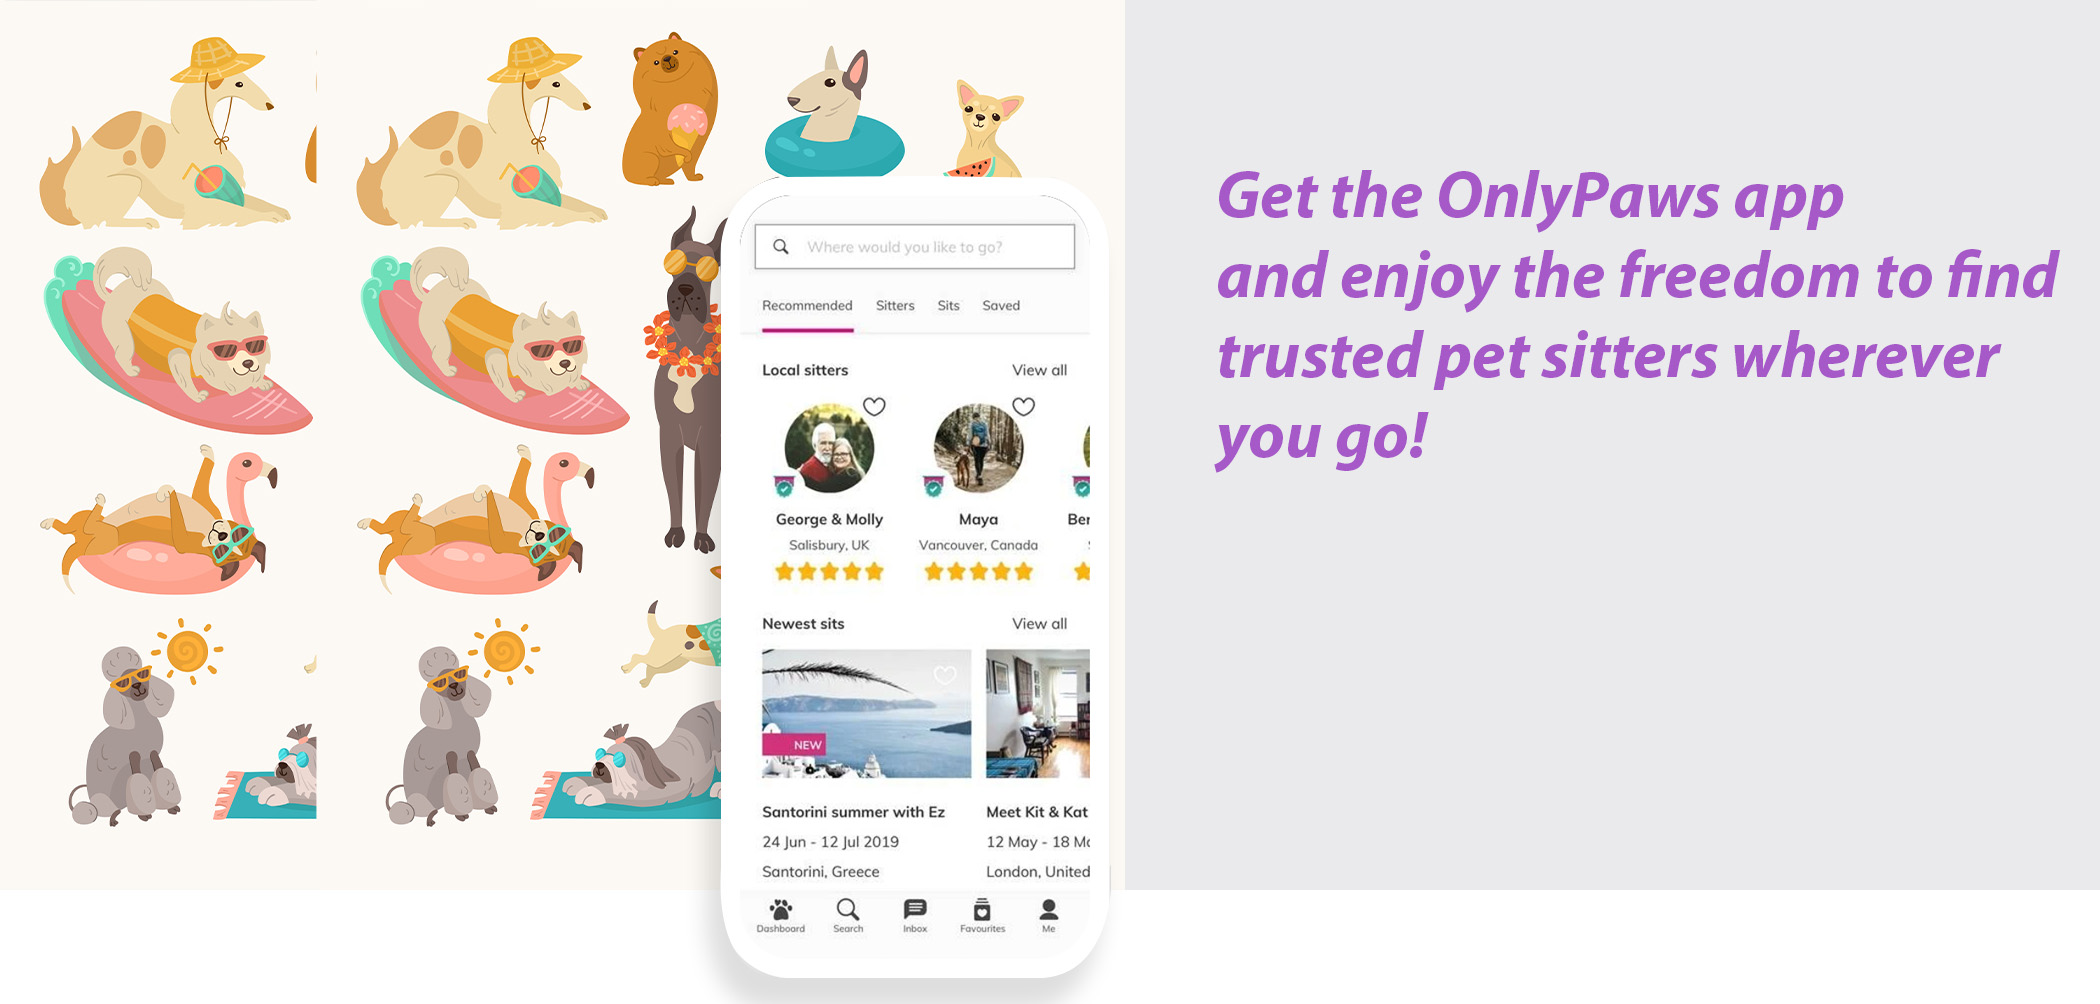 Get the OnlyPaws app
and enjoy the freedom to find
trusted pet sitters wherever
you go!
Where would you like to go?
Recommended Sitters Sits Saved
Local sitters View all
George & Molly Maya Ber
Salisbury, UK Vancouver, Canada
Newest sits View all
NEW
Santorini summer with Ez Meet Kit & Kat
24 Jun - 12 Jul 2019 12 May - 18 Mc
Santorini, Greece London, United
Dashboard Search Inbox Favourites Me